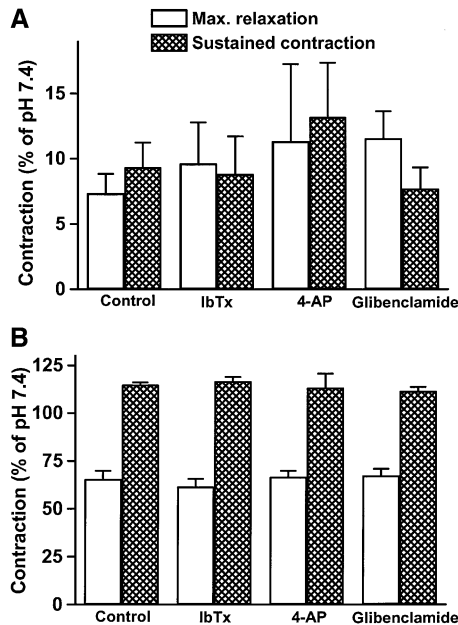 A
Max. relaxation
Sustained contraction
Contraction (% of pH 7.4)
15
10
5
0
Control IbTx 4-AP Glibenclamide
B
Contraction (% of pH 7.4)
125
100
75
50
25
0
Control IbTx 4-AP Glibenclamide